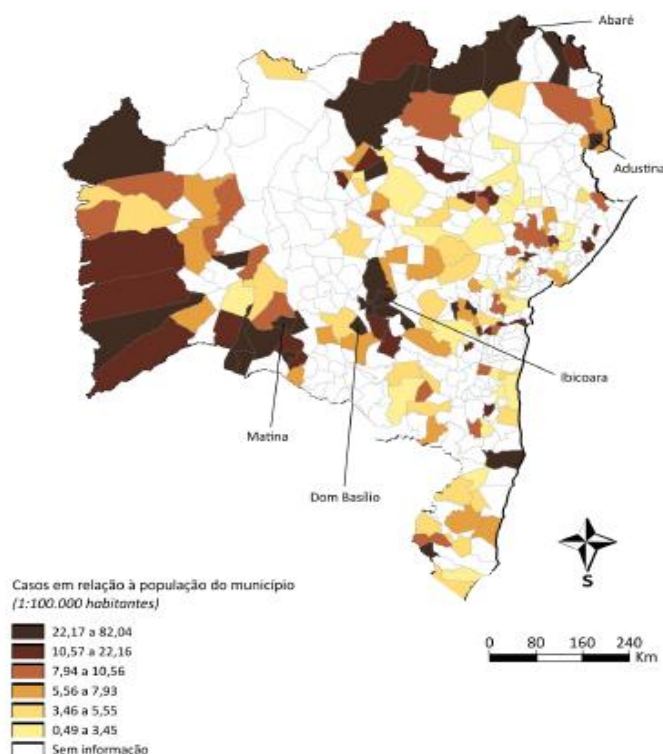 Abaré
Adustina
Ibicoara
Matina
Dom Basílio
S
Casos em relação à população do município
(1:100.000 habitantes)
22,17 a 82,04
10,57 a 22,16
7,94 a 10,56
5,56 a 7,93
3,46 a 5,55
0,49 a 3,45
Sem informação
0 80 160 240
Km